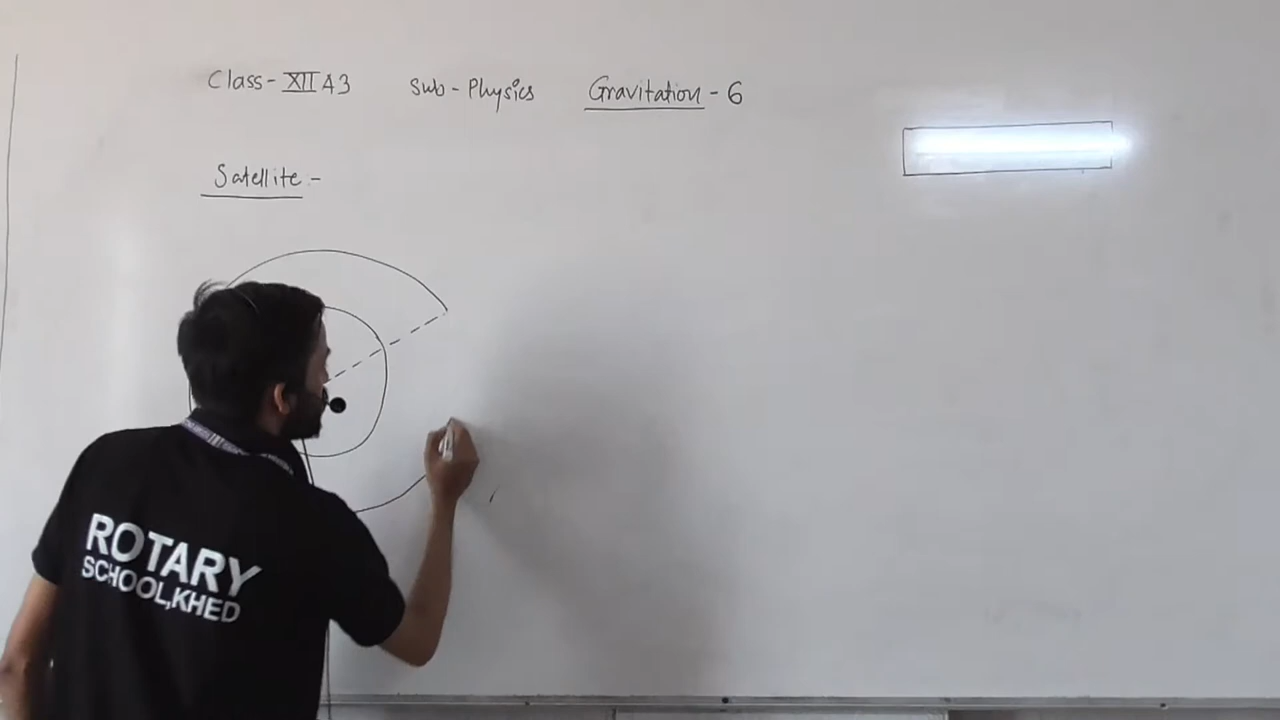 Class - XII A3 Sub - Physics Gravitation - 6
Satellite -
ROTARY
SCHOOL,KHED